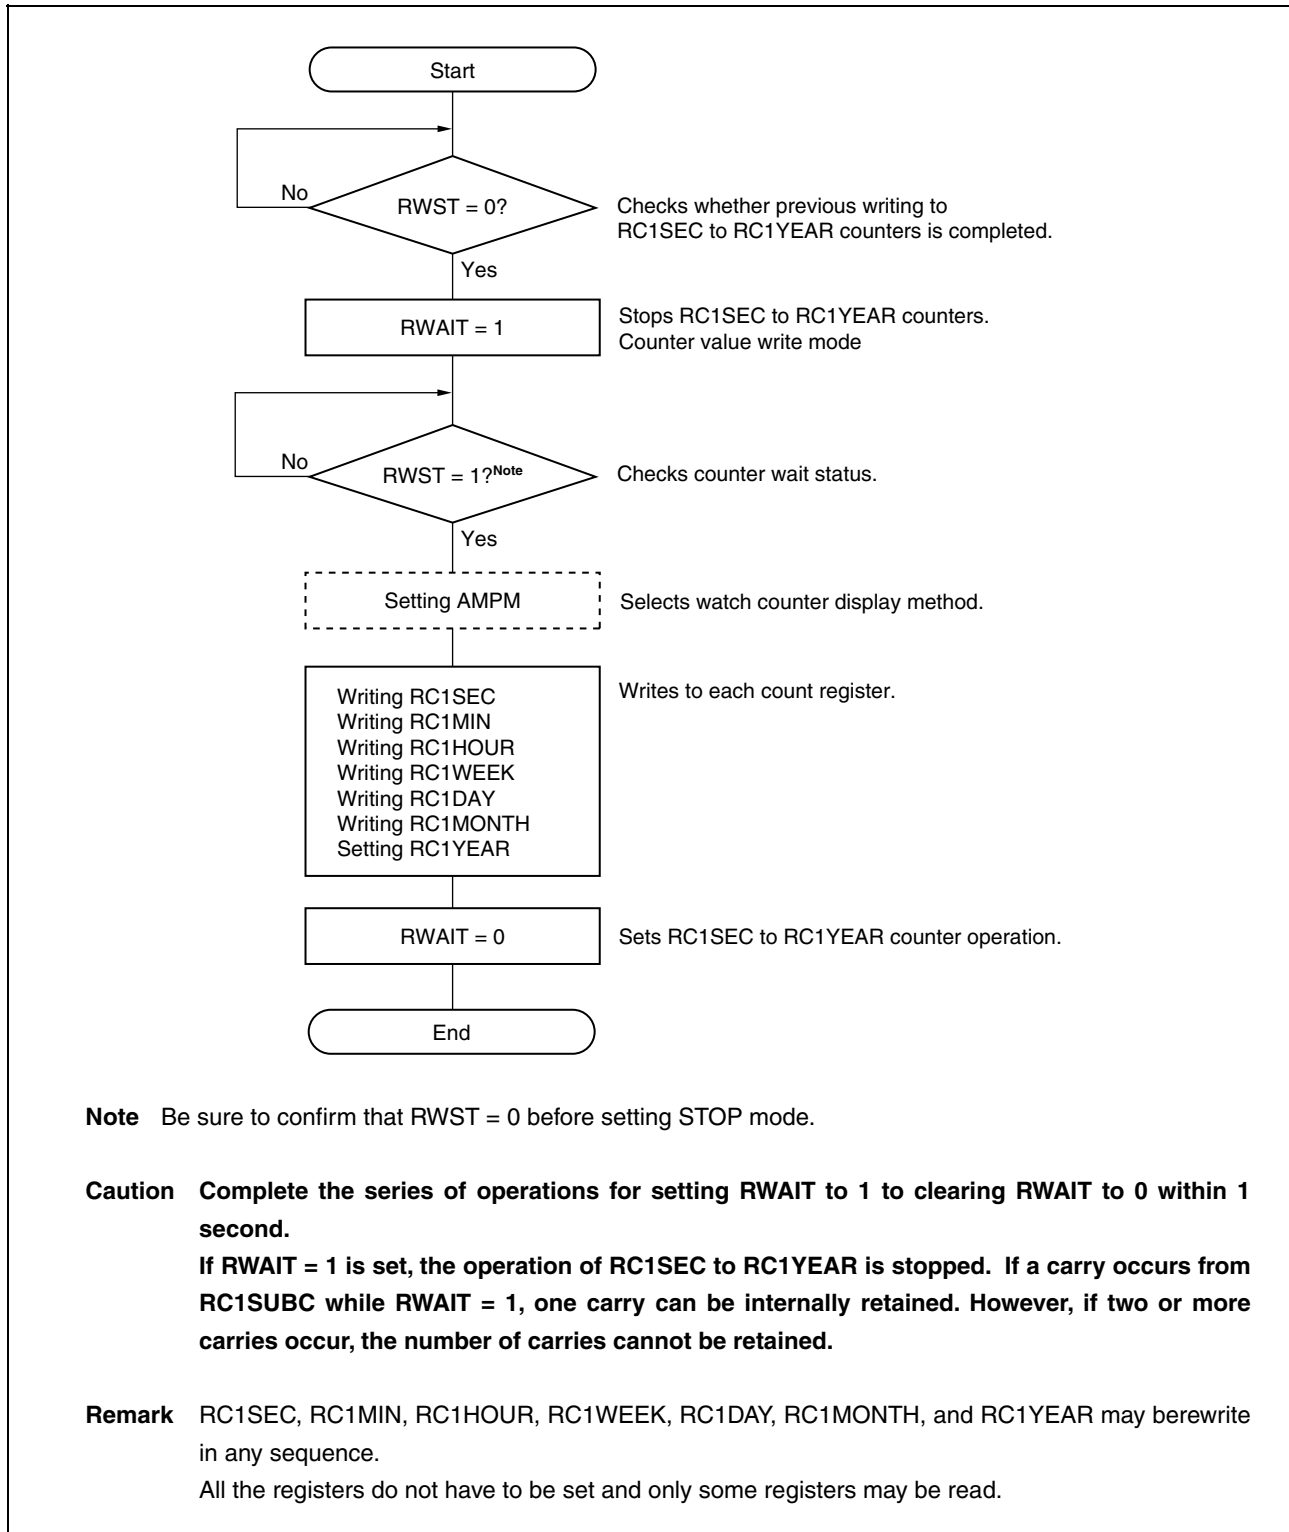 Start
No
RWST = 0?
Checks whether previous writing to
RC1SEC to RC1YEAR counters is completed.
Yes
RWAIT = 1
Stops RC1SEC to RC1YEAR counters.
Counter value write mode
No
RWST = 1?Note
Checks counter wait status.
Yes
Setting AMPM
Selects watch counter display method.
Writing RC1SEC
Writes to each count register.
Writing RC1MIN
Writing RC1HOUR
Writing RC1WEEK
Writing RC1DAY
Writing RC1MONTH
Setting RC1YEAR
RWAIT = 0
Sets RC1SEC to RC1YEAR counter operation.
End
Note Be sure to confirm that RWST = 0 before setting STOP mode.
Caution Complete the series of operations for setting RWAIT to 1 to clearing RWAIT to 0 within 1
second.
If RWAIT = 1 is set, the operation of RC1SEC to RC1YEAR is stopped. If a carry occurs from
RC1SUBC while RWAIT = 1, one carry can be internally retained. However, if two or more
carries occur, the number of carries cannot be retained.
Remark RC1SEC, RC1MIN, RC1HOUR, RC1WEEK, RC1DAY, RC1MONTH, and RC1YEAR may berewrite
in any sequence.
All the registers do not have to be set and only some registers may be read.